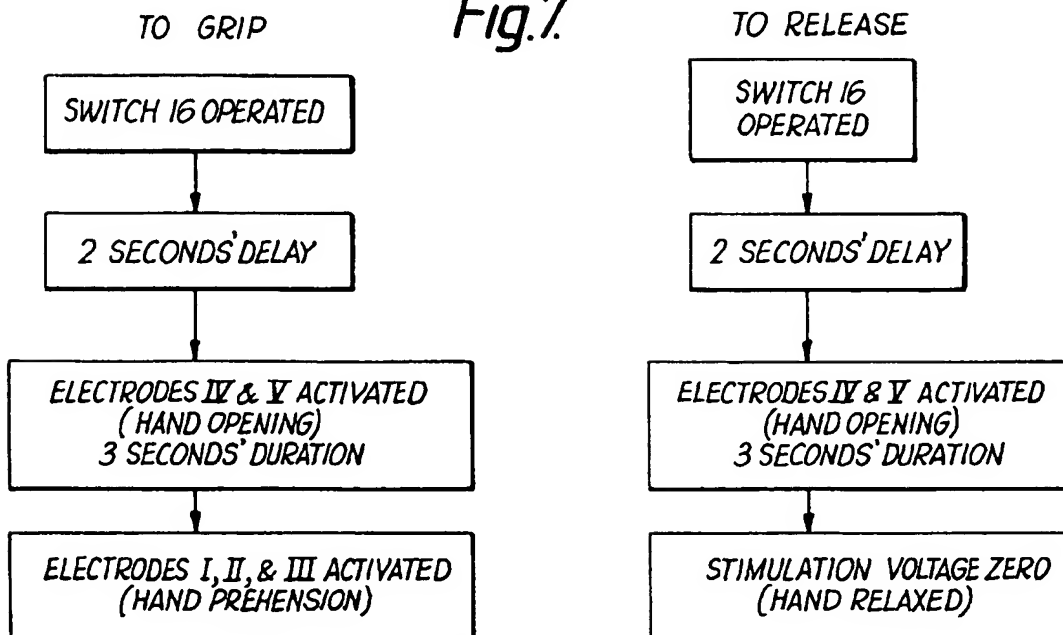 Fig.7.
TO GRIP
SWITCH 16 OPERATED
2 SECONDS' DELAY
ELECTRODES IV & V ACTIVATED
(HAND OPENING)
3 SECONDS' DURATION
ELECTRODES I, II, & III ACTIVATED
(HAND PREHENSION)
TO RELEASE
SWITCH 16
OPERATED
2 SECONDS' DELAY
ELECTRODES IV & V ACTIVATED
(HAND OPENING)
3 SECONDS' DURATION
STIMULATION VOLTAGE ZERO
(HAND RELAXED)